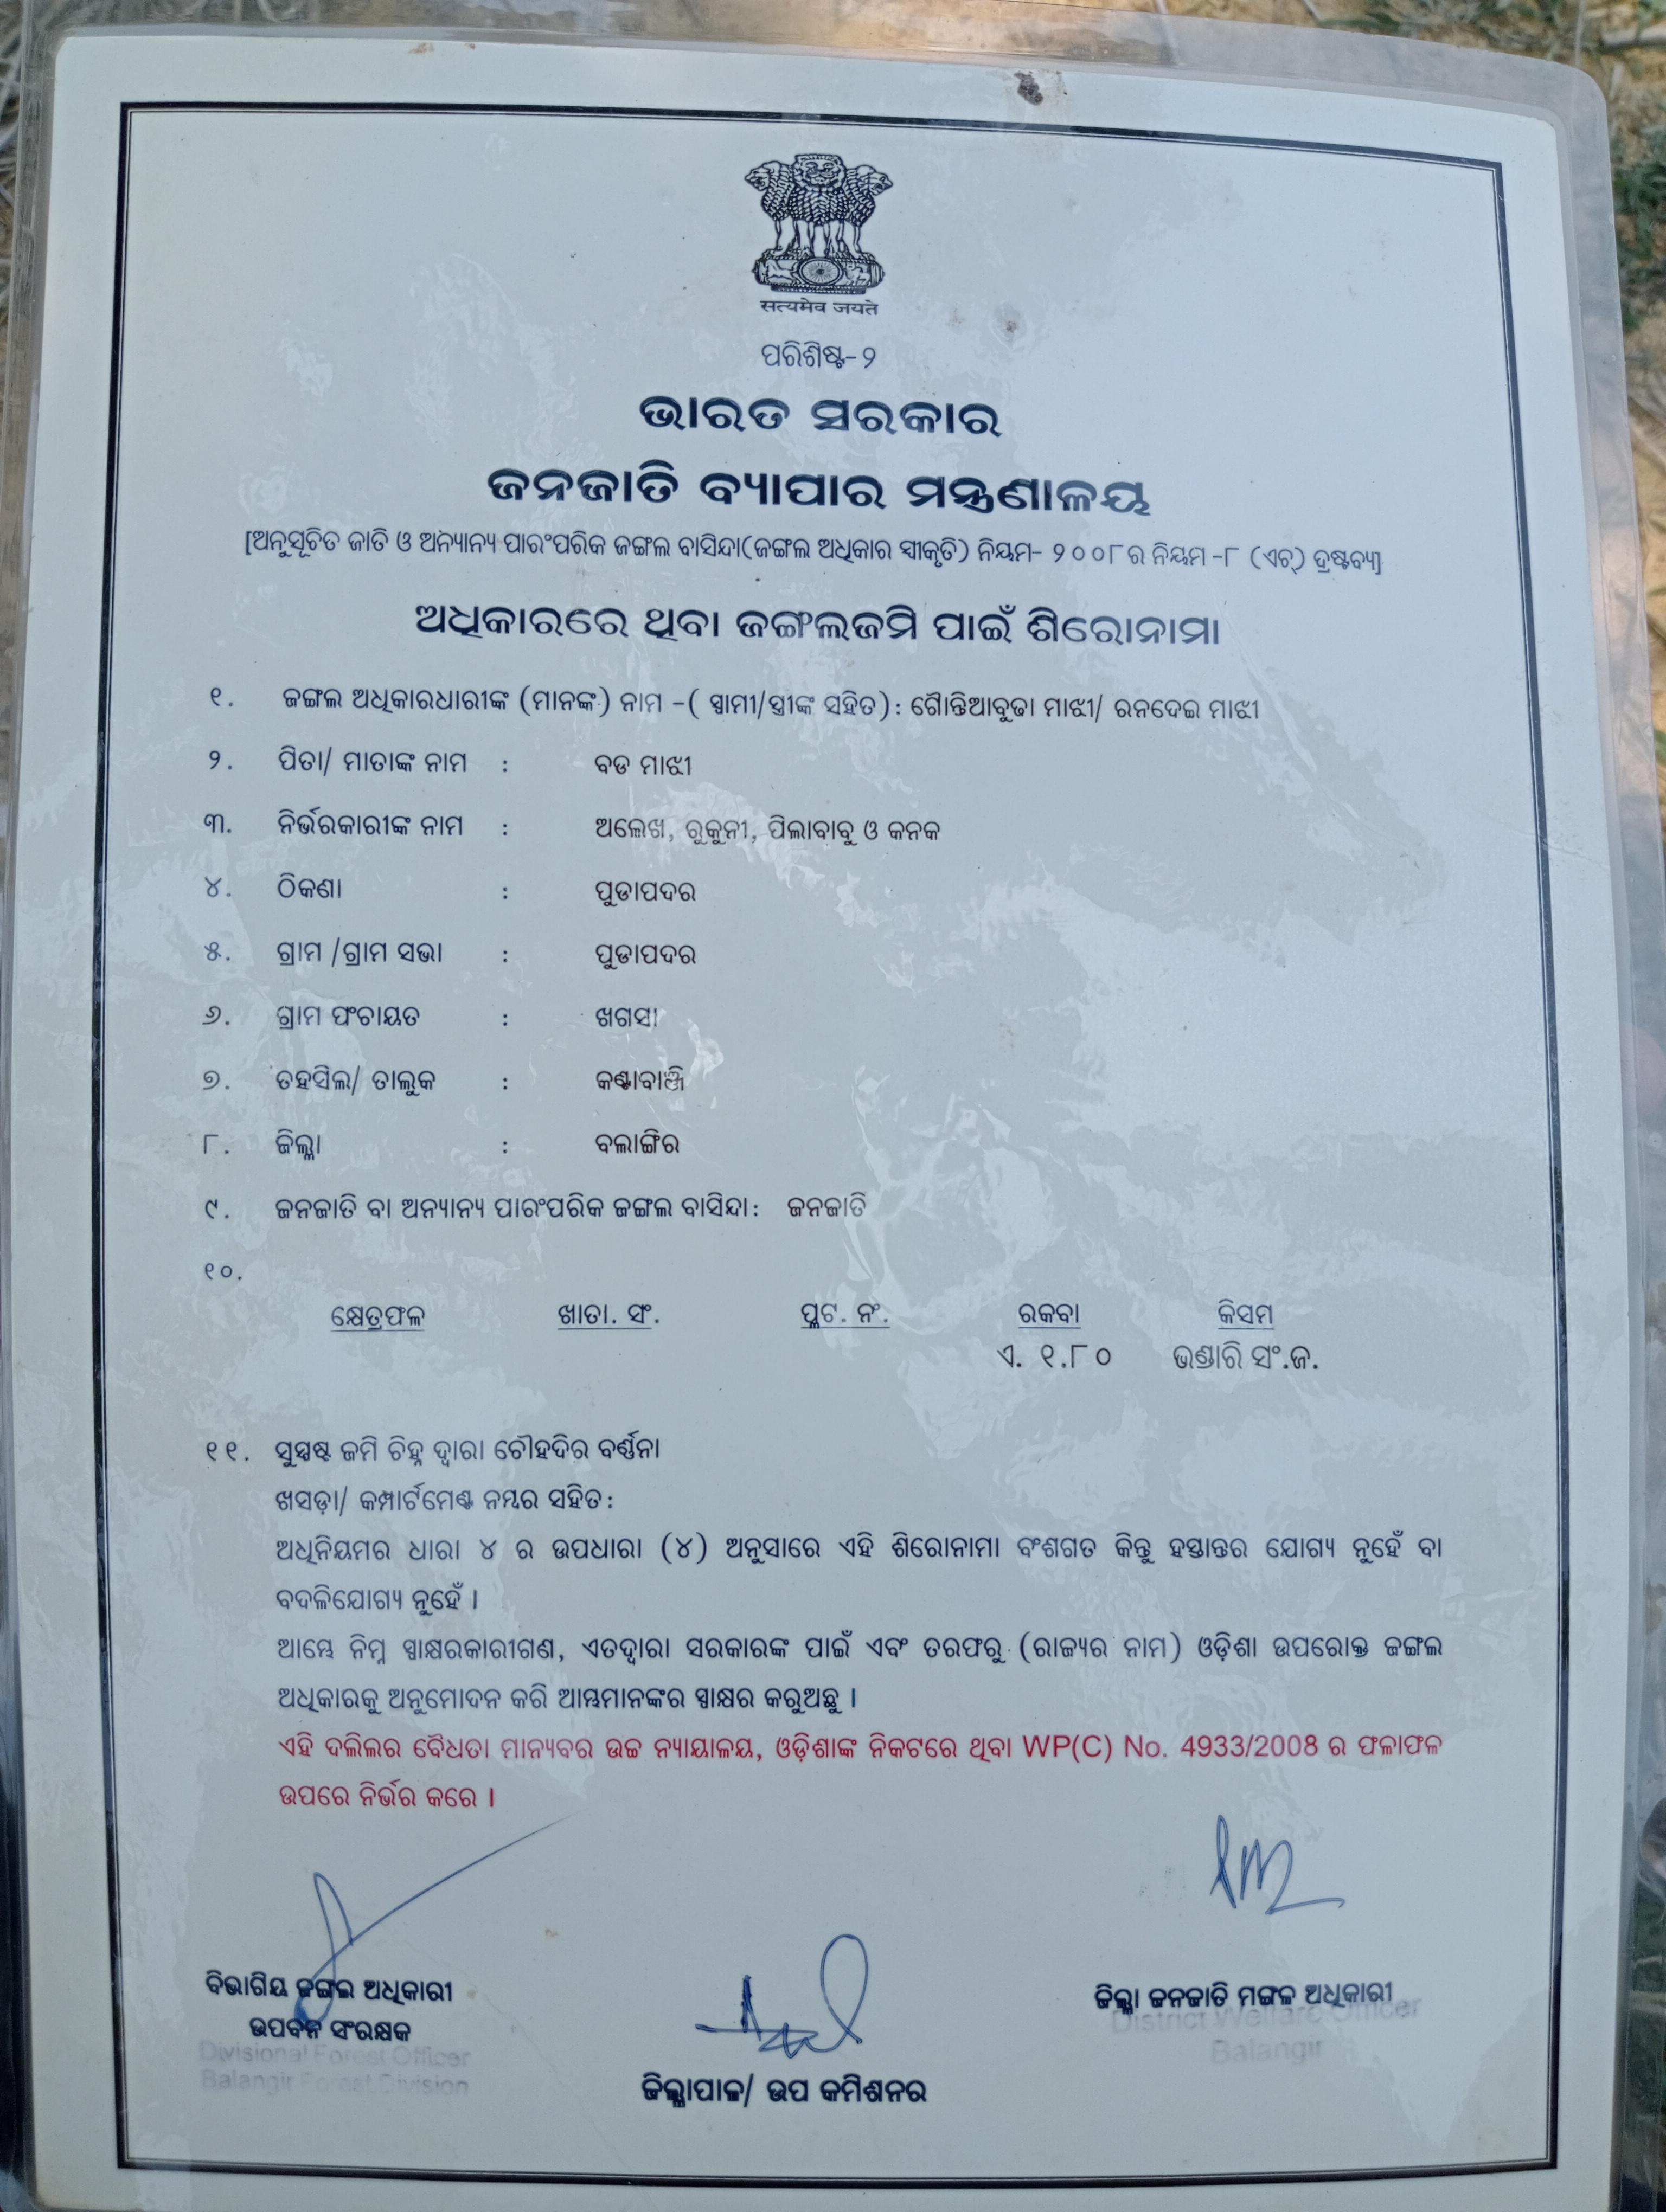 सत्यमेव जयते
ପରିଶିଷ୍ଟ-୨
ଭାରତ ସରକାର
ଜନଜାତି ବ୍ୟାପାର ମନ୍ତ୍ରଣାଳୟ
[ଅନୁସୂଚିତ ଜାତି ଓ ଅନ୍ୟାନ୍ୟ ପାରଂପରିକ ଜଙ୍ଗଲ ବାସିନ୍ଦା(ଜଙ୍ଗଲ ଅଧିକାର ସ୍ୱୀକୃତି) ନିୟମ- ୨୦୦୮ର ନିୟମ -୮ (ଏଚ୍) ଦ୍ରଷ୍ଟବ୍ୟ]
ଅଧିକାରରେ ଥିବା ଜଙ୍ଗଲଜମି ପାଇଁ ଶିରୋନାମା
୧. ଜଙ୍ଗଲ ଅଧିକାରଧାରୀଙ୍କ (ମାନଙ୍କ) ନାମ -( ସ୍ୱାମୀ/ସ୍ତ୍ରୀଙ୍କ ସହିତ): ଗୌନ୍ତିଆବୁଢା ମାଝୀ/ ରନଦେଇ ମାଝୀ
୨. ପିତା/ ମାତାଙ୍କ ନାମ : ବଡ ମାଝୀ
୩. ନିର୍ଭରକାରୀଙ୍କ ନାମ : ଅଲେଖ, ରୁକୁନୀ, ପିଲାବାବୁ ଓ କନକ
୪. ଠିକଣା : ପୁଡାପଦର
୫. ଗ୍ରାମ /ଗ୍ରାମ ସଭା : ପୁଡାପଦର
୬. ଗ୍ରାମ ପଂଚାୟତ : ଖଗସା
୭. ତହସିଲ/ ତାଲୁକ : କଣ୍ଟାବାଞ୍ଜି
୮. ଜିଲ୍ଲା : ବଲାଙ୍ଗିର
୯. ଜନଜାତି ବା ଅନ୍ୟାନ୍ୟ ପାରଂପରିକ ଜଙ୍ଗଲ ବାସିନ୍ଦା: ଜନଜାତି
୧୦.
କ୍ଷେତ୍ରଫଳ ଖାତା. ସଂ. ପ୍ଲଟ. ନଂ. ରକବା କିସମ
ଏ. ୧.୮୦ ଭଣ୍ଡାରି ସଂ.ଜ.
୧୧. ସୁସ୍ପଷ୍ଟ ଜମି ଚିହ୍ନ ଦ୍ୱାରା ଚୌହଦିର ବର୍ଣ୍ଣନା
ଖସଡ଼ା/ କମ୍ପାର୍ଟମେଣ୍ଟ ନମ୍ବର ସହିତ:
ଅଧିନିୟମର ଧାରା ୪ ର ଉପଧାରା (୪) ଅନୁସାରେ ଏହି ଶିରୋନାମା ବଂଶଗତ କିନ୍ତୁ ହସ୍ତାନ୍ତର ଯୋଗ୍ୟ ନୁହେଁ ବା
ବଦଳିଯୋଗ୍ୟ ନୁହେଁ ।
ଆମ୍ଭେ ନିମ୍ନ ସ୍ୱାକ୍ଷରକାରୀଗଣ, ଏତଦ୍ୱାରା ସରକାରଙ୍କ ପାଇଁ ଏବଂ ତରଫରୁ (ରାଜ୍ୟର ନାମ) ଓଡ଼ିଶା ଉପରୋକ୍ତ ଜଙ୍ଗଲ
ଅଧିକାରକୁ ଅନୁମୋଦନ କରି ଆମ୍ଭମାନଙ୍କର ସ୍ୱାକ୍ଷର କରୁଅଛୁ ।
ଏହି ଦଲିଲର ବୈଧତା ମାନ୍ୟବର ଉଚ୍ଚ ନ୍ୟାୟାଳୟ, ଓଡ଼ିଶାଙ୍କ ନିକଟରେ ଥିବା WP(C) No. 4933/2008 ର ଫଳାଫଳ
ଉପରେ ନିର୍ଭର କରେ ।
ବିଭାଗିୟ ଜଙ୍ଗଲ ଅଧିକାରୀ
ଉପବନ ସଂରକ୍ଷକ
Divisional Forest Officer
Balangir Forest Division
ଜିଲ୍ଲାପାଳ/ ଉପ କମିଶନର
ଜିଲ୍ଲା ଜନଜାତି ମଙ୍ଗଳ ଅଧିକାରୀ
District Welfare Officer
Balangir